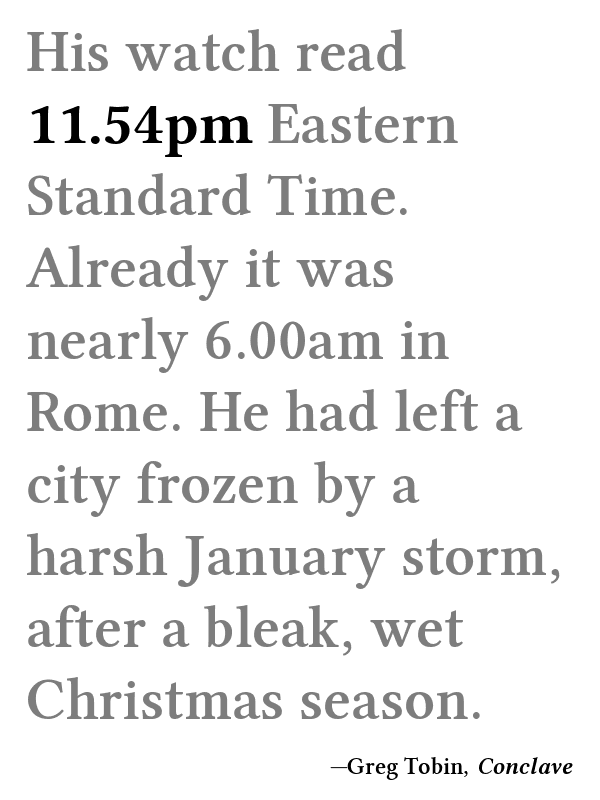 His watch read
11.54pm Eastern
Standard Time.
Already it was
nearly 6.00am in
Rome. He had left a
city frozen by a
harsh January storm,
after a bleak, wet
Christmas season.
—Greg Tobin, Conclave